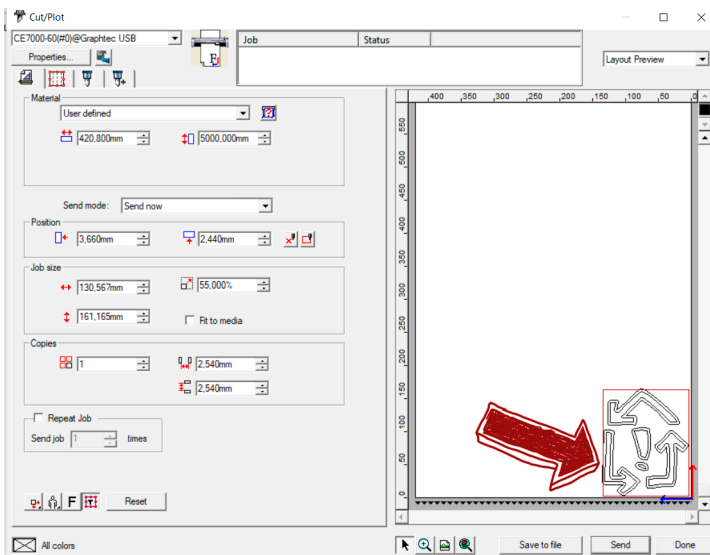 Cut/Plot
CE7000-60(#0)@Graphtec USB
Job Status
Properties...
Layout Preview
Material
User defined
420,800mm 5000,000mm
Send mode: Send now
Position
3,660mm 2,440mm
Job size
130,567mm 55,000%
161,165mm Fit to media
Copies
1 2,540mm
2,540mm
Repeat Job
Send job 1 times
F Reset
All colors
400 350 300 250 200 150 100 50 0
550
500
450
400
350
300
250
200
150
100
50
0
Save to file Send Done